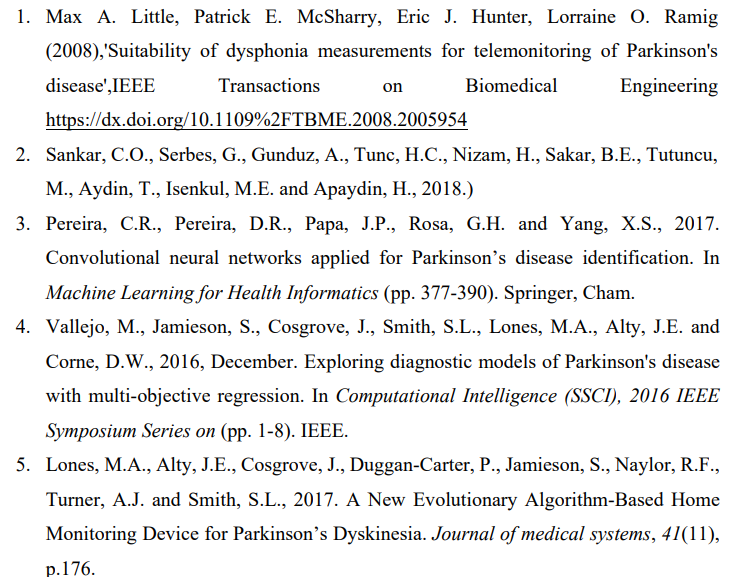 1. Max A. Little, Patrick E. McSharry, Eric J. Hunter, Lorraine O. Ramig
(2008),'Suitability of dysphonia measurements for telemonitoring of Parkinson's
disease',IEEE Transactions on Biomedical Engineering
https://dx.doi.org/10.1109%2FTBME.2008.2005954
2. Sankar, C.O., Serbes, G., Gunduz, A., Tunc, H.C., Nizam, H., Sakar, B.E., Tutuncu,
M., Aydin, T., Isenkul, M.E. and Apaydin, H., 2018.)
3. Pereira, C.R., Pereira, D.R., Papa, J.P., Rosa, G.H. and Yang, X.S., 2017.
Convolutional neural networks applied for Parkinson’s disease identification. In
Machine Learning for Health Informatics (pp. 377-390). Springer, Cham.
4. Vallejo, M., Jamieson, S., Cosgrove, J., Smith, S.L., Lones, M.A., Alty, J.E. and
Corne, D.W., 2016, December. Exploring diagnostic models of Parkinson's disease
with multi-objective regression. In Computational Intelligence (SSCI), 2016 IEEE
Symposium Series on (pp. 1-8). IEEE.
5. Lones, M.A., Alty, J.E., Cosgrove, J., Duggan-Carter, P., Jamieson, S., Naylor, R.F.,
Turner, A.J. and Smith, S.L., 2017. A New Evolutionary Algorithm-Based Home
Monitoring Device for Parkinson’s Dyskinesia. Journal of medical systems, 41(11),
p.176.